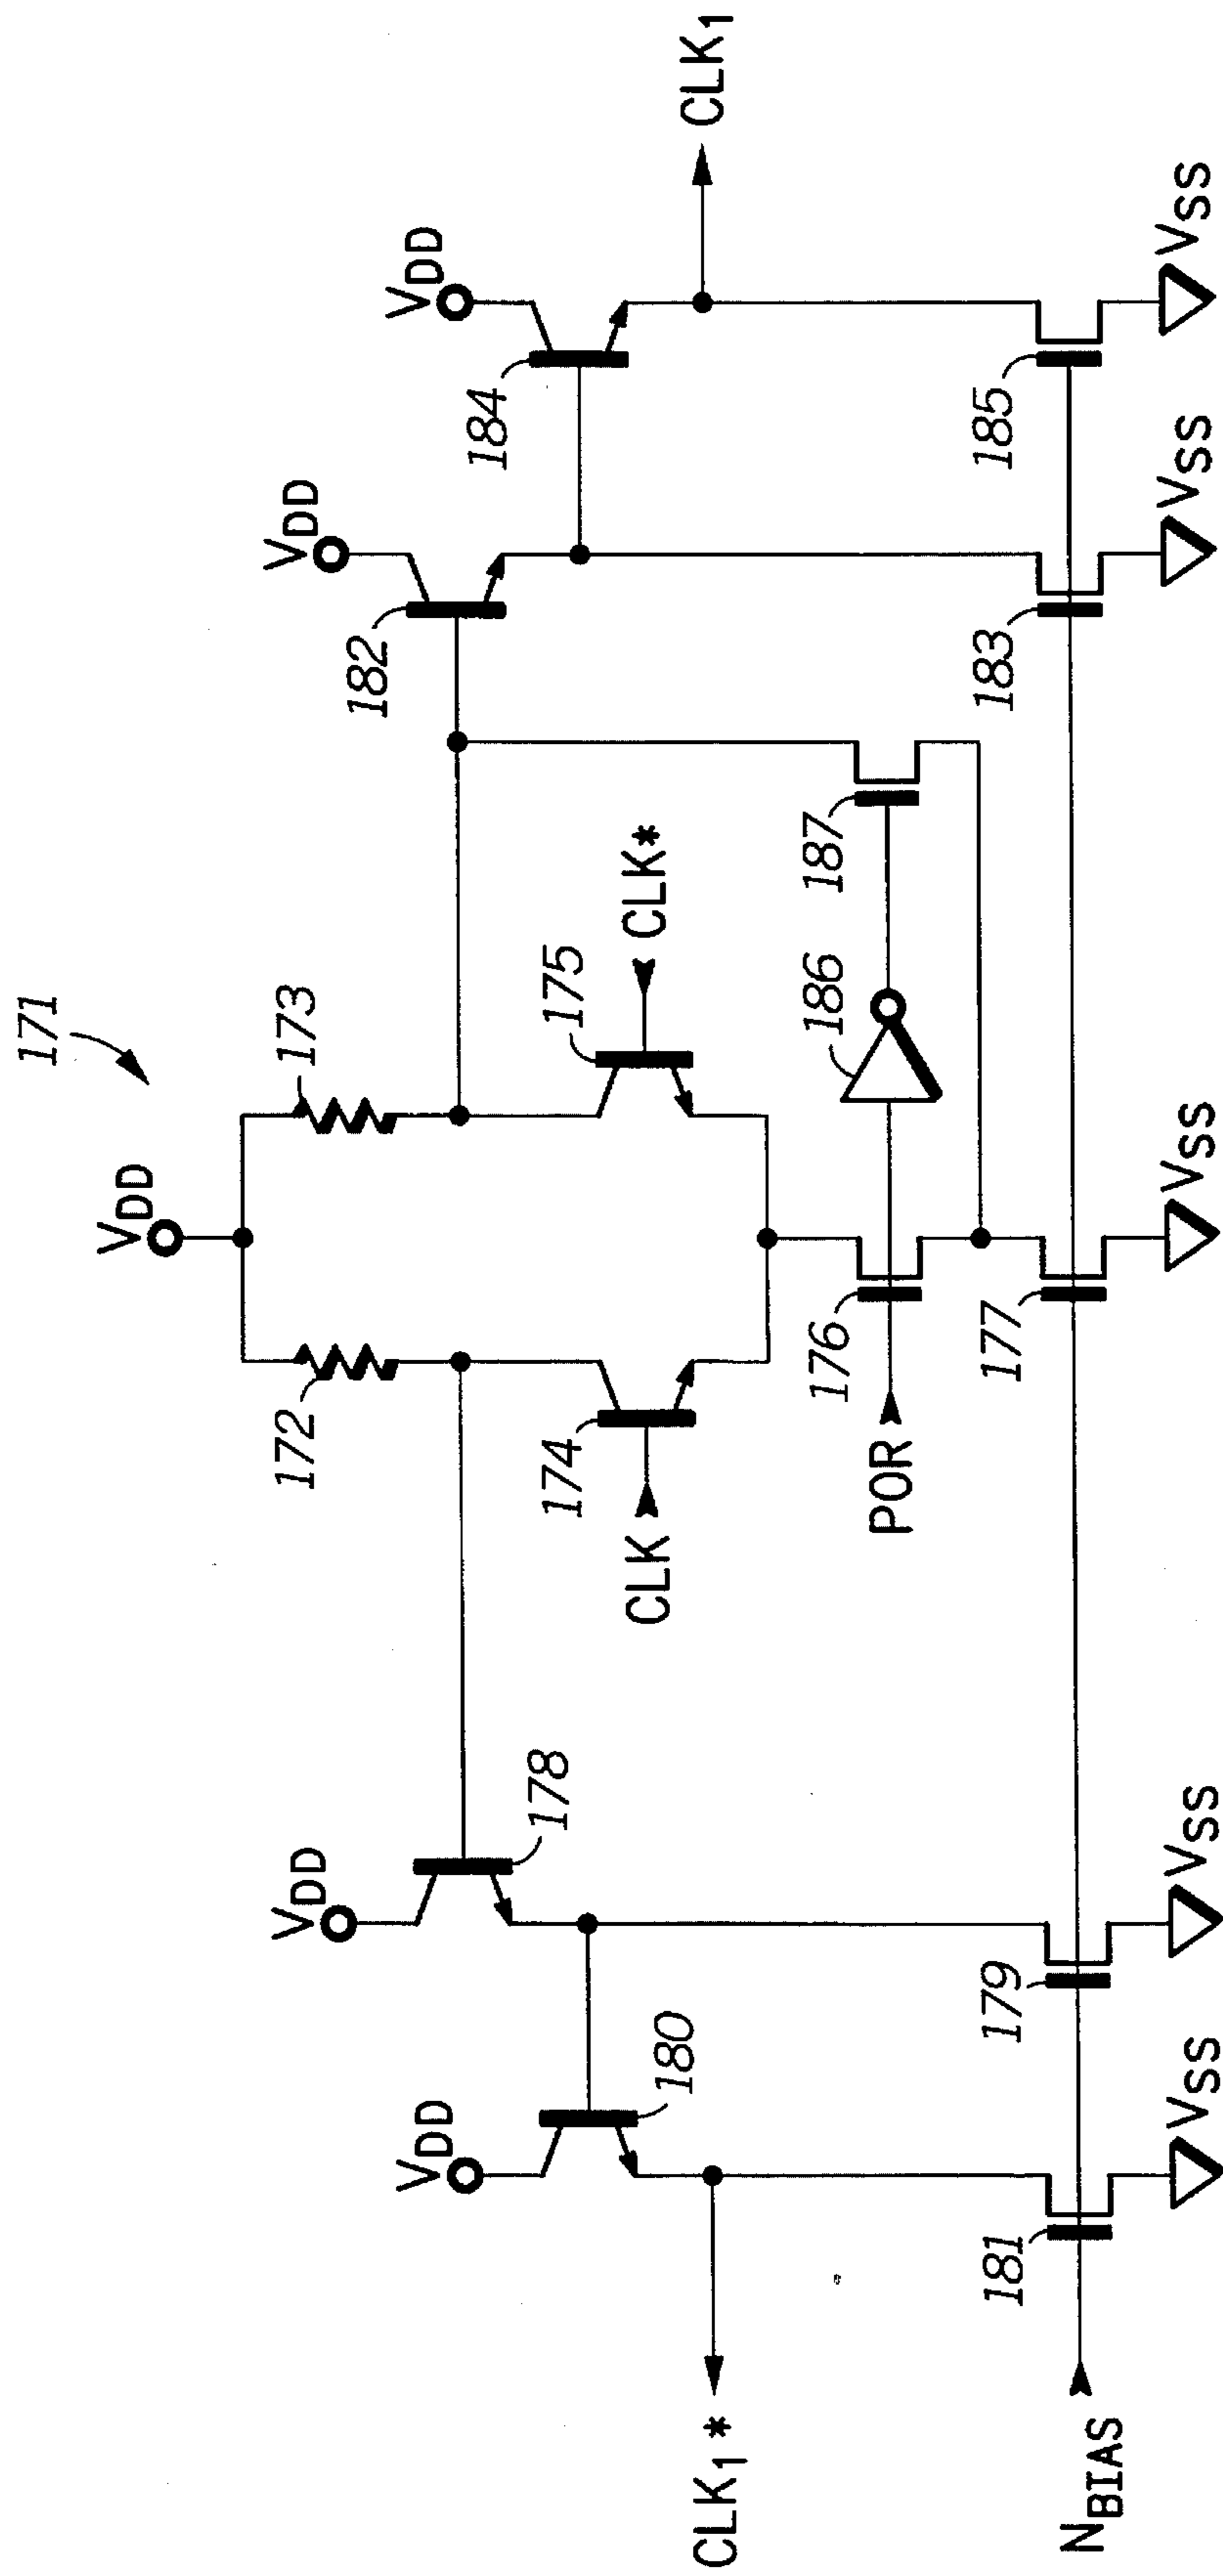 171
VDD
172
173
VDD
VDD
VDD
VDD
178
180
182
184
174
175
CLK
CLK*
CLK1
CLK1*
POR
176
186
187
177
179
181
183
185
NBIAS
VSS
VSS
VSS
VSS
VSS